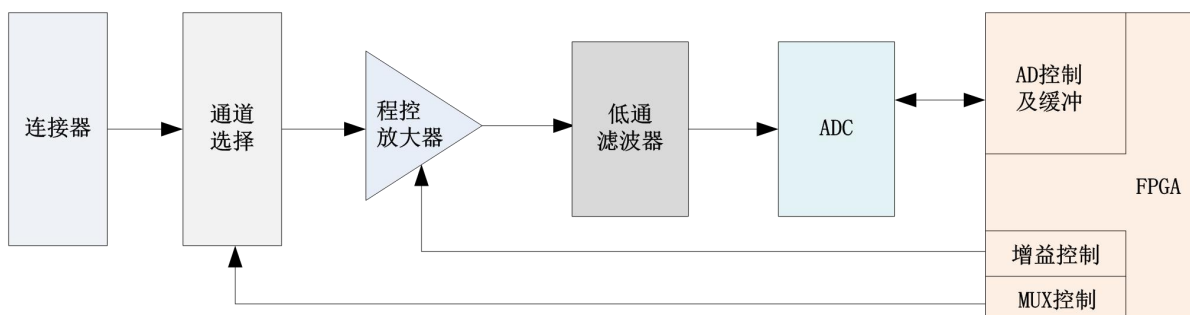 连接器
通道
选择
程控
放大器
低通
滤波器
ADC
AD控制
及缓冲
FPGA
增益控制
MUX控制